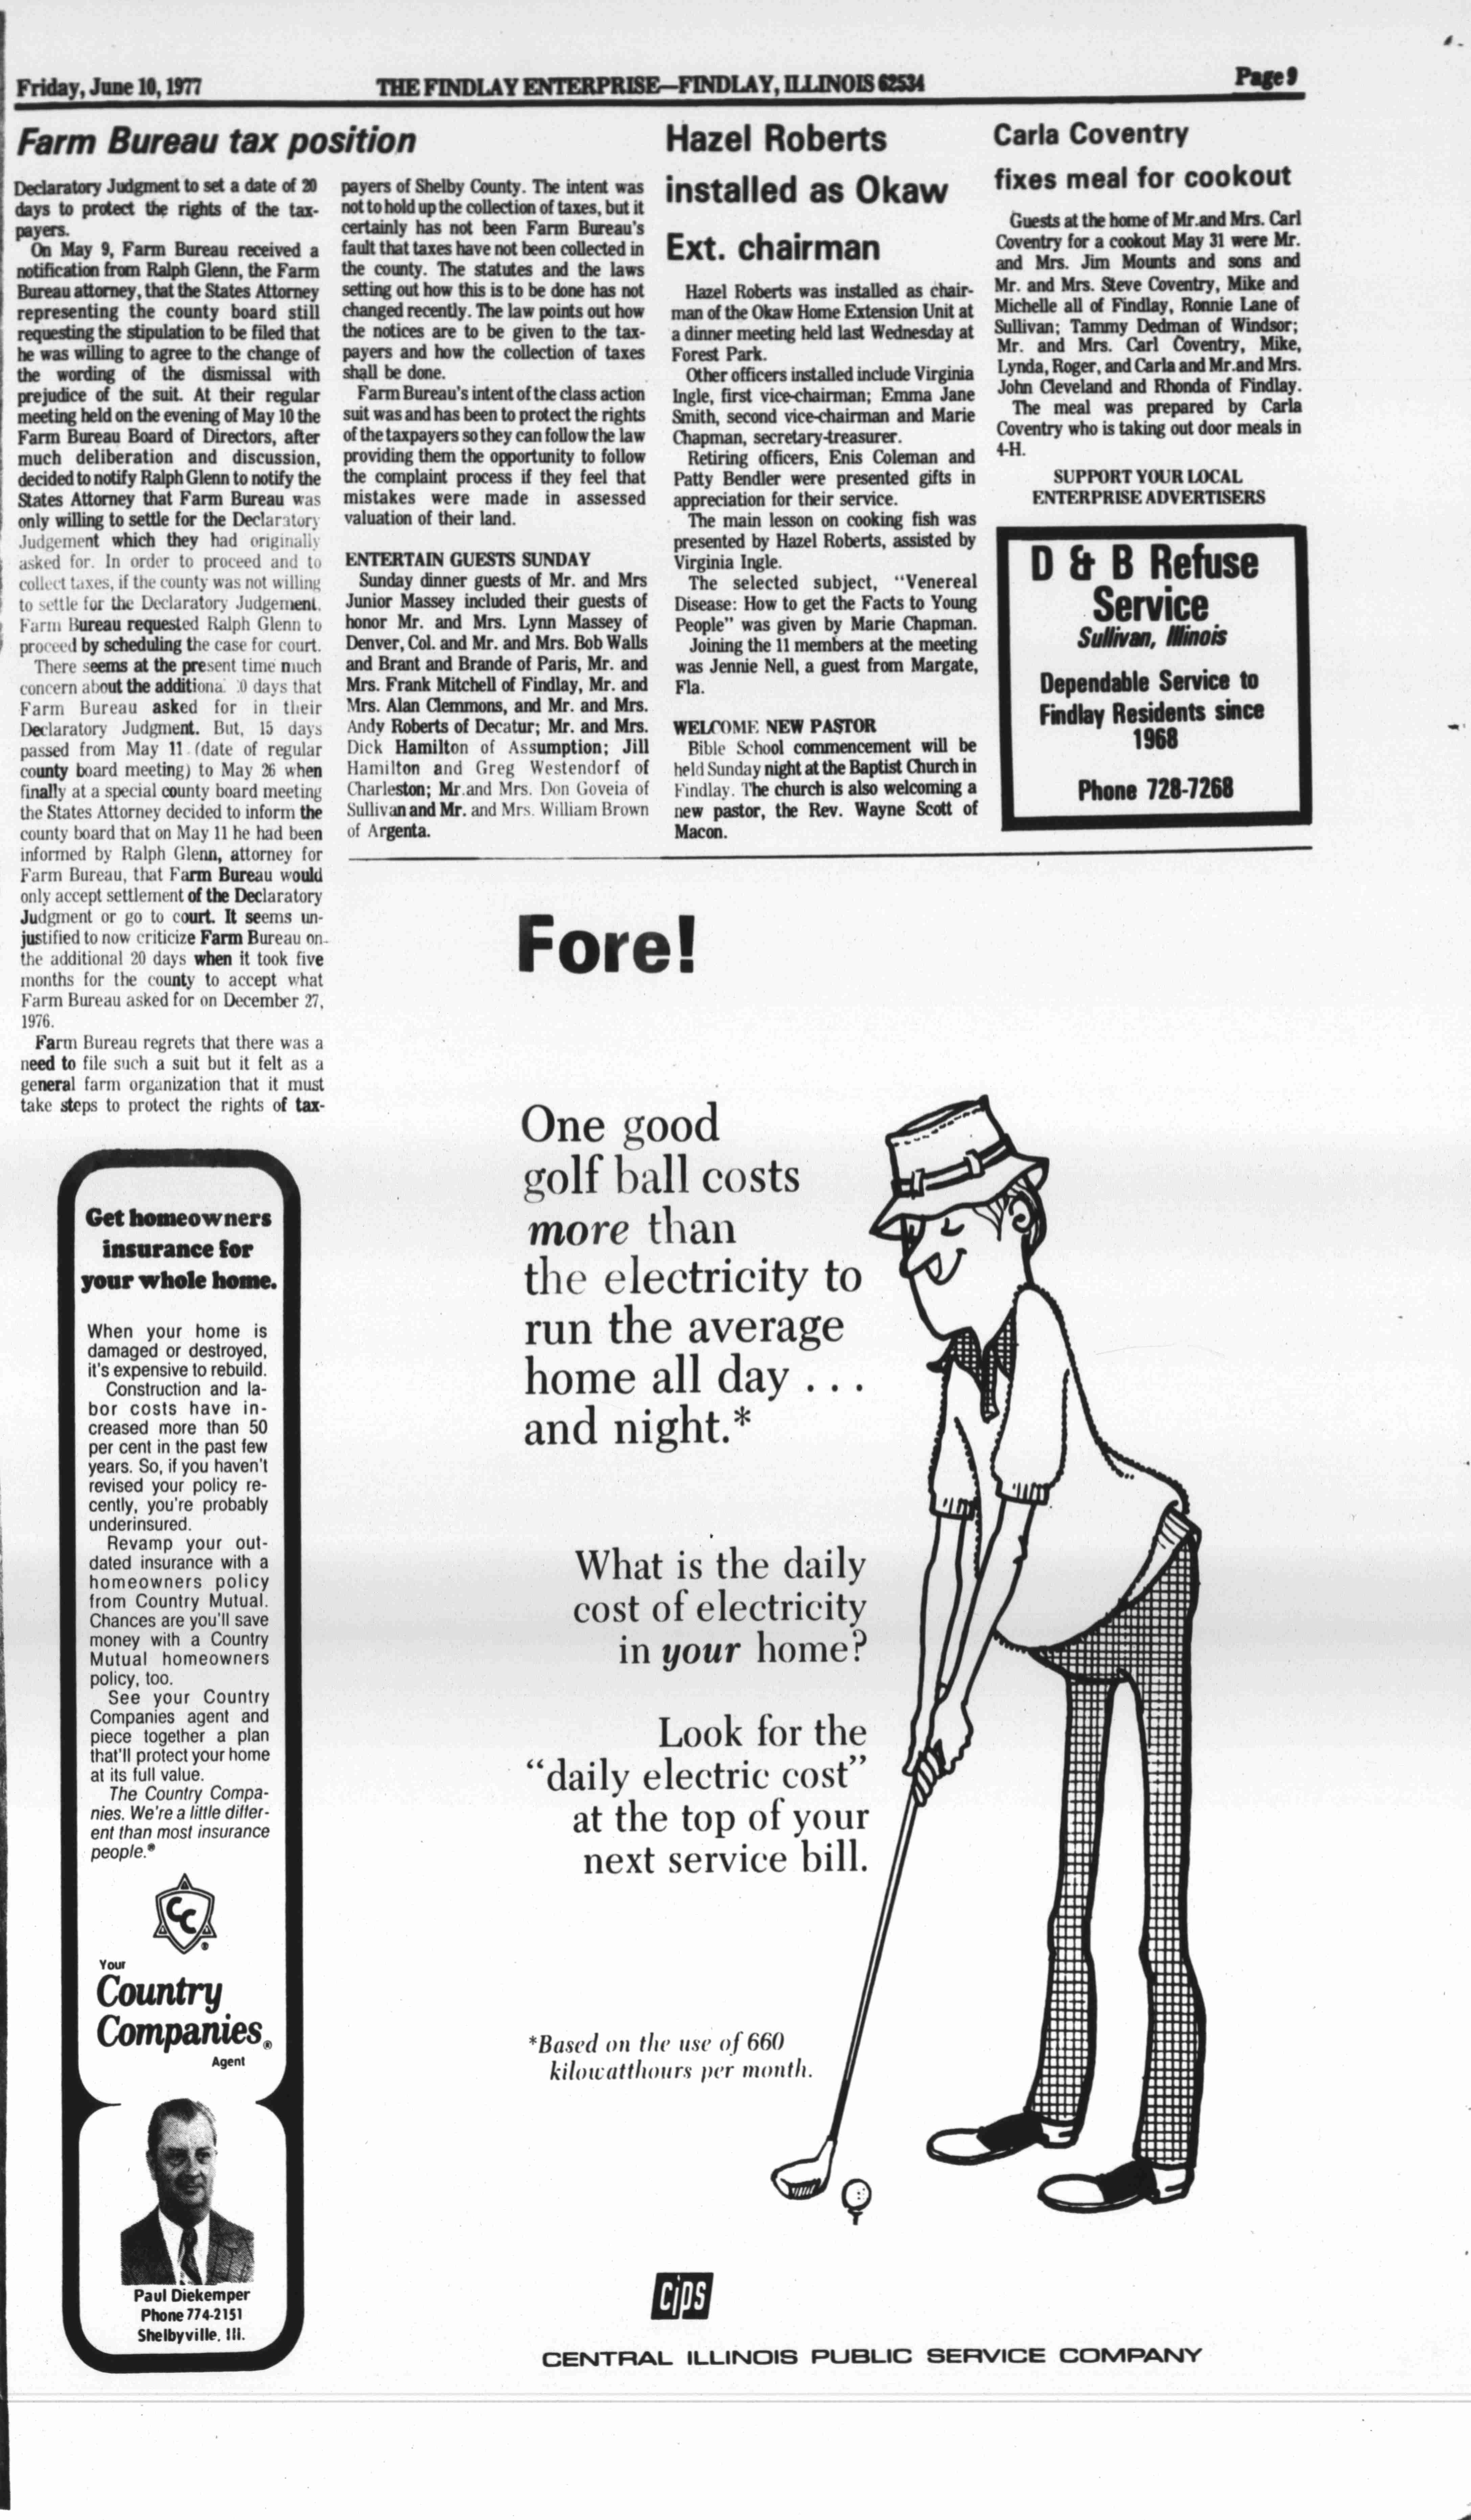 Friday, June 10, 1977
THE FINDLAY ENTERPRISE—FINDLAY, ILLINOIS 62534
Page 9
Farm Bureau tax position
Declaratory Judgment to set a date of 20
days to protect the rights of the tax-
payers.
On May 9, Farm Bureau received a
notification from Ralph Glenn, the Farm
Bureau attorney, that the States Attorney
representing the county board still
requesting the stipulation to be filed that
he was willing to agree to the change of
the wording of the dismissal with
prejudice of the suit. At their regular
meeting held on the evening of May 10 the
Farm Bureau Board of Directors, after
much deliberation and discussion,
decided to notify Ralph Glenn to notify the
States Attorney that Farm Bureau was
only willing to settle for the Declaratory
Judgement which they had originally
asked for. In order to proceed and to
collect taxes, if the county was not willing
to settle for the Declaratory Judgement,
Farm Bureau requested Ralph Glenn to
proceed by scheduling the case for court.
There seems at the present time much
concern about the additional 20 days that
Farm Bureau asked for in their
Declaratory Judgment. But, 15 days
passed from May 11 (date of regular
county board meeting) to May 26 when
finally at a special county board meeting
the States Attorney decided to inform the
county board that on May 11 he had been
informed by Ralph Glenn, attorney for
Farm Bureau, that Farm Bureau would
only accept settlement of the Declaratory
Judgment or go to court. It seems un-
justified to now criticize Farm Bureau on
the additional 20 days when it took five
months for the county to accept what
Farm Bureau asked for on December 27,
1976.
Farm Bureau regrets that there was a
need to file such a suit but it felt as a
general farm organization that it must
take steps to protect the rights of tax-
payers of Shelby County. The intent was
not to hold up the collection of taxes, but it
certainly has not been Farm Bureau's
fault that taxes have not been collected in
the county. The statutes and the laws
setting out how this is to be done has not
changed recently. The law points out how
the notices are to be given to the tax-
payers and how the collection of taxes
shall be done.
Farm Bureau's intent of the class action
suit was and has been to protect the rights
of the taxpayers so they can follow the law
providing them the opportunity to follow
the complaint process if they feel that
mistakes were made in assessed
valuation of their land.
ENTERTAIN GUESTS SUNDAY
Sunday dinner guests of Mr. and Mrs
Junior Massey included their guests of
honor Mr. and Mrs. Lynn Massey of
Denver, Col. and Mr. and Mrs. Bob Walls
and Brant and Brande of Paris, Mr. and
Mrs. Frank Mitchell of Findlay, Mr. and
Mrs. Alan Clemmons, and Mr. and Mrs.
Andy Roberts of Decatur; Mr. and Mrs.
Dick Hamilton of Assumption; Jill
Hamilton and Greg Westendorf of
Charleston; Mr.and Mrs. Don Goveia of
Sullivan and Mr. and Mrs. William Brown
of Argenta.
Hazel Roberts
installed as Okaw
Ext. chairman
Hazel Roberts was installed as chair-
man of the Okaw Home Extension Unit at
a dinner meeting held last Wednesday at
Forest Park.
Other officers installed include Virginia
Ingle, first vice-chairman; Emma Jane
Smith, second vice-chairman and Marie
Chapman, secretary-treasurer.
Retiring officers, Enis Coleman and
Patty Bendler were presented gifts in
appreciation for their service.
The main lesson on cooking fish was
presented by Hazel Roberts, assisted by
Virginia Ingle.
The selected subject, "Venereal
Disease: How to get the Facts to Young
People" was given by Marie Chapman.
Joining the 11 members at the meeting
was Jennie Nell, a guest from Margate,
Fla.
WELCOME NEW PASTOR
Bible School commencement will be
held Sunday night at the Baptist Church in
Findlay. The church is also welcoming a
new pastor, the Rev. Wayne Scott of
Macon.
Carla Coventry
fixes meal for cookout
Guests at the home of Mr.and Mrs. Carl
Coventry for a cookout May 31 were Mr.
and Mrs. Jim Mounts and sons and
Mr. and Mrs. Steve Coventry, Mike and
Michelle all of Findlay, Ronnie Lane of
Sullivan; Tammy Dedman of Windsor;
Mr. and Mrs. Carl Coventry, Mike,
Lynda, Roger, and Carla and Mr.and Mrs.
John Cleveland and Rhonda of Findlay.
The meal was prepared by Carla
Coventry who is taking out door meals in
4-H.
SUPPORT YOUR LOCAL
ENTERPRISE ADVERTISERS
D & B Refuse
Service
Sullivan, Illinois
Dependable Service to
Findlay Residents since
1968
Phone 728-7268
Get homeowners
insurance for
your whole home.
When your home is
damaged or destroyed,
it's expensive to rebuild.
Construction and la-
bor costs have in-
creased more than 50
per cent in the past few
years. So, if you haven't
revised your policy re-
cently, you're probably
underinsured.
Revamp your out-
dated insurance with a
homeowners policy
from Country Mutual.
Chances are you'll save
money with a Country
Mutual homeowners
policy, too.
See your Country
Companies agent and
piece together a plan
that'll protect your home
at its full value.
The Country Compa-
nies. We're a little differ-
ent than most insurance
people.®
CC
®
Your
Country
Companies®
Agent
Paul Diekemper
Phone 774-2151
Shelbyville, Ill.
Fore!
One good
golf ball costs
more than
the electricity to
run the average
home all day . . .
and night.*
What is the daily
cost of electricity
in your home?
Look for the
"daily electric cost"
at the top of your
next service bill.
*Based on the use of 660
kilowatthours per month.
cips
CENTRAL ILLINOIS PUBLIC SERVICE COMPANY